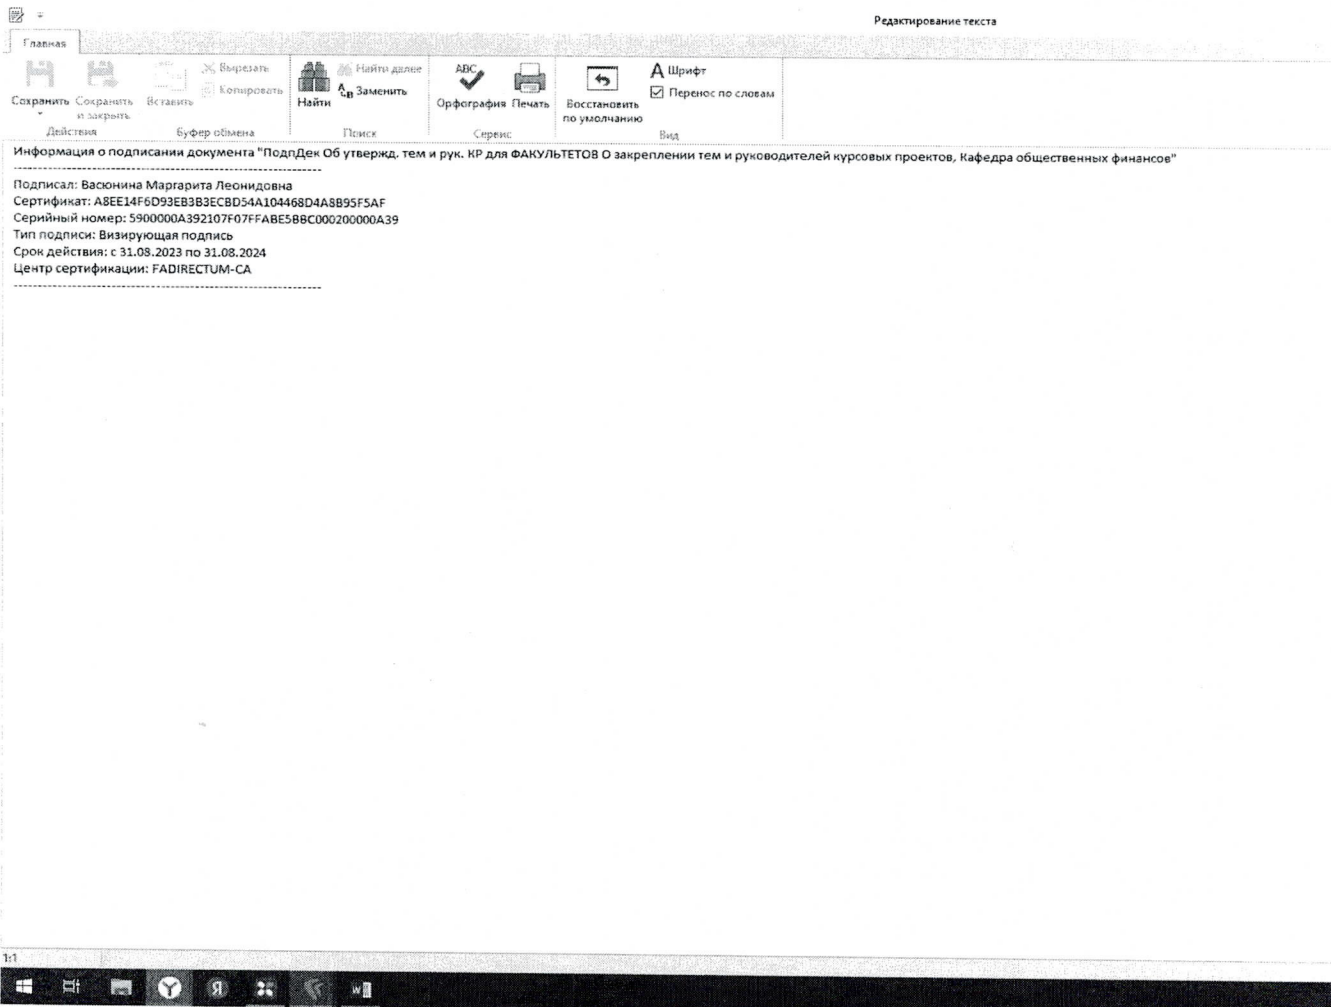 Редактирование текста
Главная
Сохранить
Сохранить и закрыть
Действия
Вставить
Вырезать
Копировать
Буфер обмена
Найти
Найти далее
Заменить
Поиск
ABC
Орфография
Печать
Сервис
Восстановить по умолчанию
А Шрифт
Перенос по словам
Вид
Информация о подписании документа "ПодпДек Об утвержд. тем и рук. КР для ФАКУЛЬТЕТОВ О закреплении тем и руководителей курсовых проектов, Кафедра общественных финансов"
------------------------------------------------------------
Подписал: Васюнина Маргарита Леонидовна
Сертификат: A8EE14F6D93EB3B3ECBD54A104468D4A8B95F5AF
Серийный номер: 5900000A392107F07FFABE5BBC000200000A39
Тип подписи: Визирующая подпись
Срок действия: с 31.08.2023 по 31.08.2024
Центр сертификации: FADIRECTUM-CA
------------------------------------------------------------
1:1